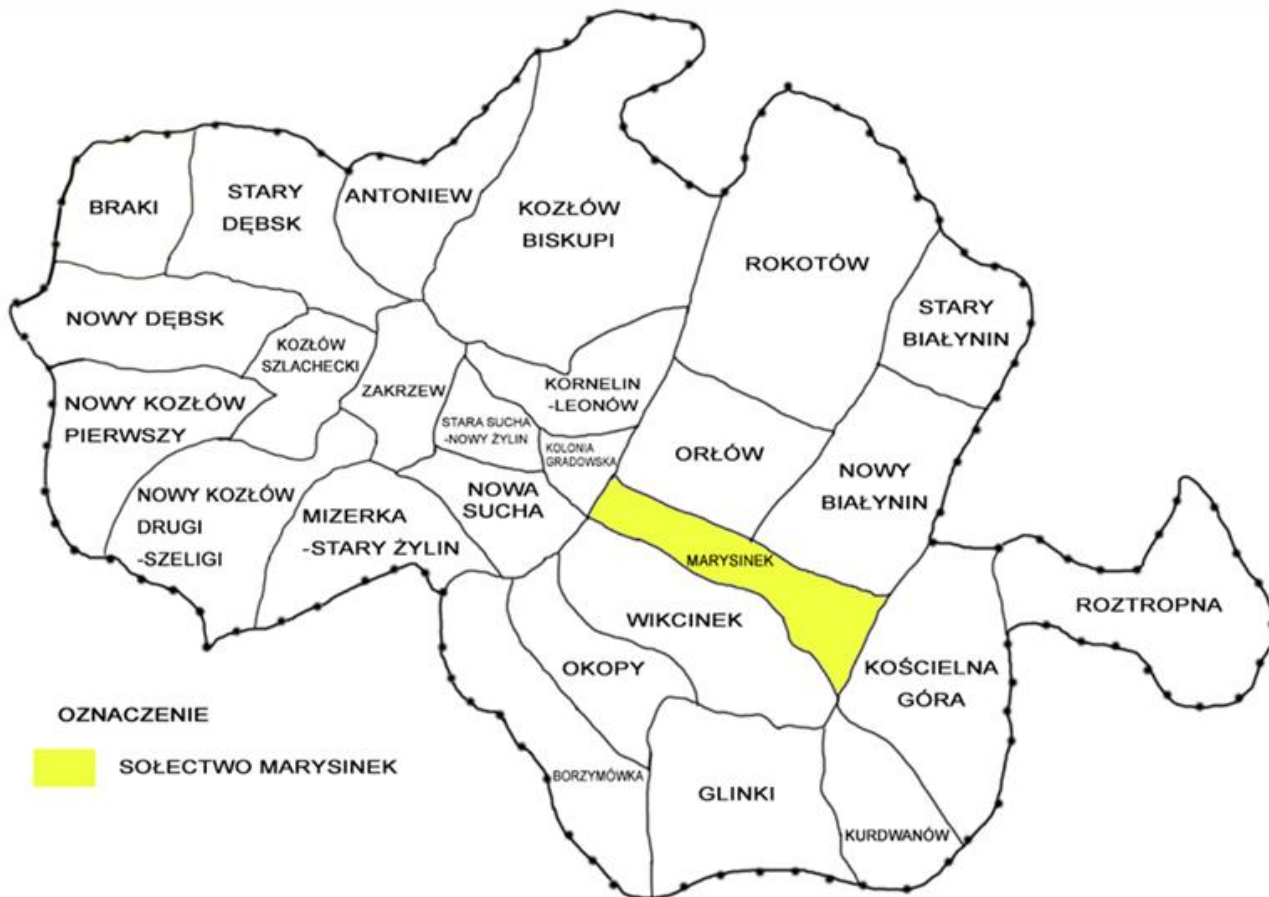 BRAKI
STARY
DĘBSK
ANTONIEW
KOZŁÓW
BISKUPI
ROKOTÓW
STARY
BIAŁYNIN
NOWY DĘBSK
KOZŁÓW
SZLACHECKI
ZAKRZEW
KORNELIN
-LEONÓW
NOWY KOZŁÓW
PIERWSZY
STARA SUCHA
-NOWY ŻYLIN
KOLONIA
GRADOWSKA
ORŁÓW
NOWY
BIAŁYNIN
NOWY KOZŁÓW
DRUGI
-SZELIGI
MIZERKA
-STARY ŻYLIN
NOWA
SUCHA
MARYSINEK
WIKCINEK
ROZTROPNA
OKOPY
KOŚCIELNA
GÓRA
BORZYMÓWKA
GLINKI
KURDWANÓW
OZNACZENIE
SOŁECTWO MARYSINEK